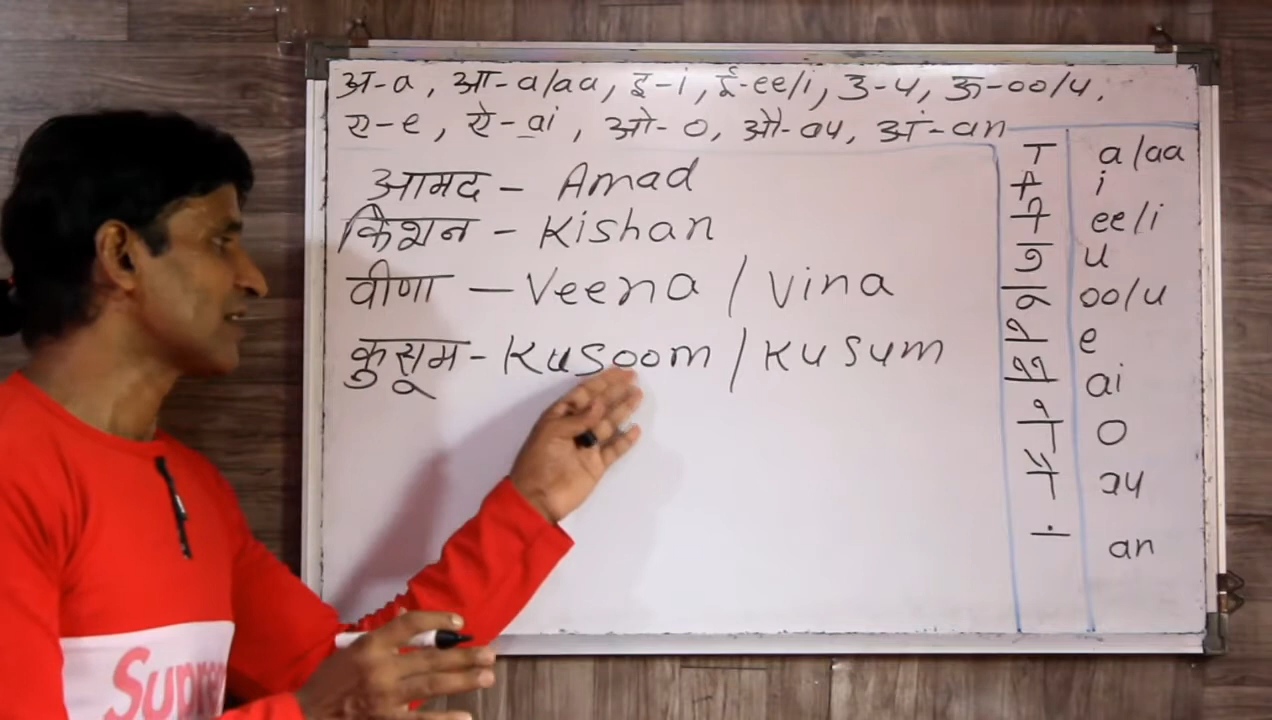 अ-a, आ-a/aa, इ-i, ई-ee/i, उ-u, ऊ-oo/u,
ए-e, ऐ-ai, ओ-o, औ-au, अं-an
आमद - Amad
किशन - Kishan
वीणा - Veena / Vina
कुसूम - Kusoom / Kusum
ा a/aa
ि i
ी ee/i
ु u
ू oo/u
े e
ै ai
ो o
ौ au
ं an